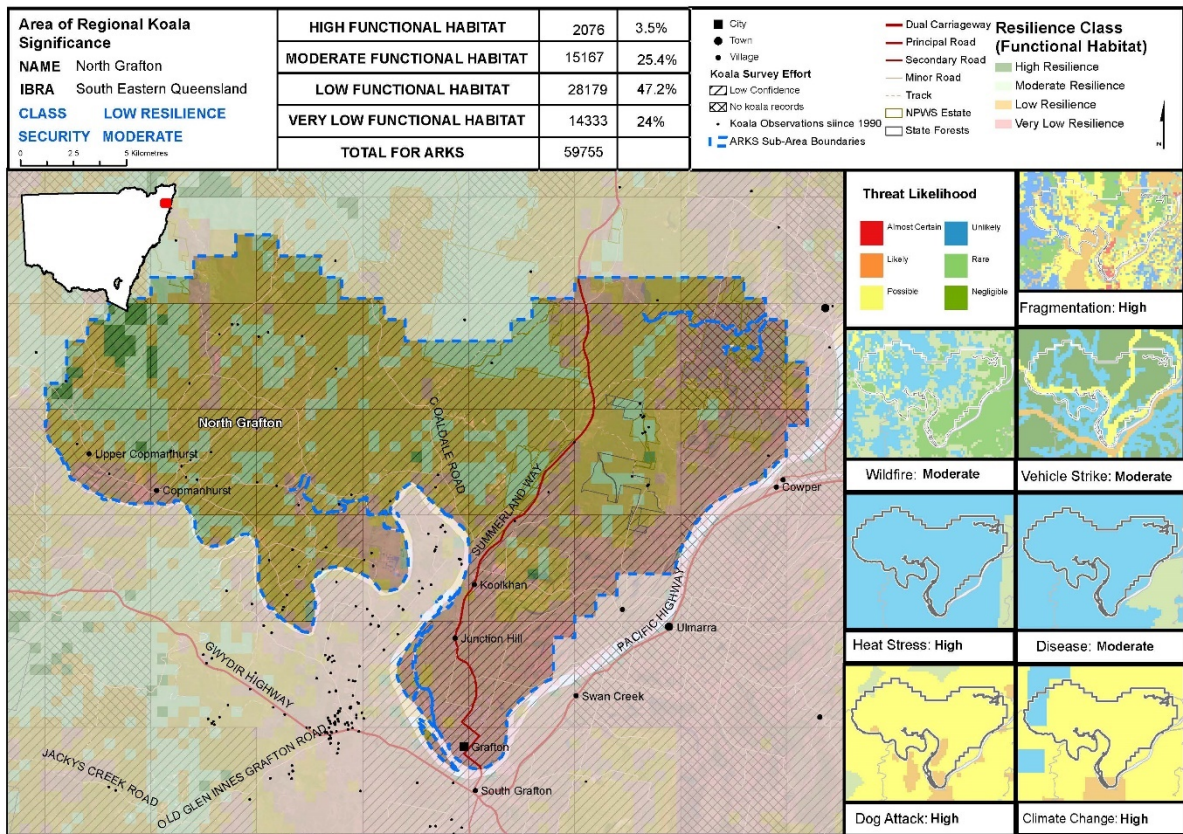 Area of Regional Koala
Significance
NAME North Grafton
IBRA South Eastern Queensland
CLASS LOW RESILIENCE
SECURITY MODERATE
0 2.5 5 Kilometres
HIGH FUNCTIONAL HABITAT 2076 3.5%
MODERATE FUNCTIONAL HABITAT 15167 25.4%
LOW FUNCTIONAL HABITAT 28179 47.2%
VERY LOW FUNCTIONAL HABITAT 14333 24%
TOTAL FOR ARKS 59755
City
Town
Village
Koala Survey Effort
Low Confidence
No koala records
Koala Observations siince 1990
ARKS Sub-Area Boundaries
Dual Carriageway
Principal Road
Secondary Road
Minor Road
Track
NPWS Estate
State Forests
Resilience Class
(Functional Habitat)
High Resilience
Moderate Resilience
Low Resilience
Very Low Resilience
N
North Grafton
Upper Copmanhurst
Copmanhurst
COALDALE ROAD
SUMMERLAND WAY
Cowper
Koolkhan
PACIFIC HIGHWAY
Ulmarra
Junction Hill
GWYDIR HIGHWAY
Swan Creek
Grafton
OLD GLEN INNES GRAFTON ROAD
JACKYS CREEK ROAD
South Grafton
Threat Likelihood
Almost Certain
Unlikely
Likely
Rare
Possible
Negligible
Fragmentation: High
Wildfire: Moderate
Vehicle Strike: Moderate
Heat Stress: High
Disease: Moderate
Dog Attack: High
Climate Change: High